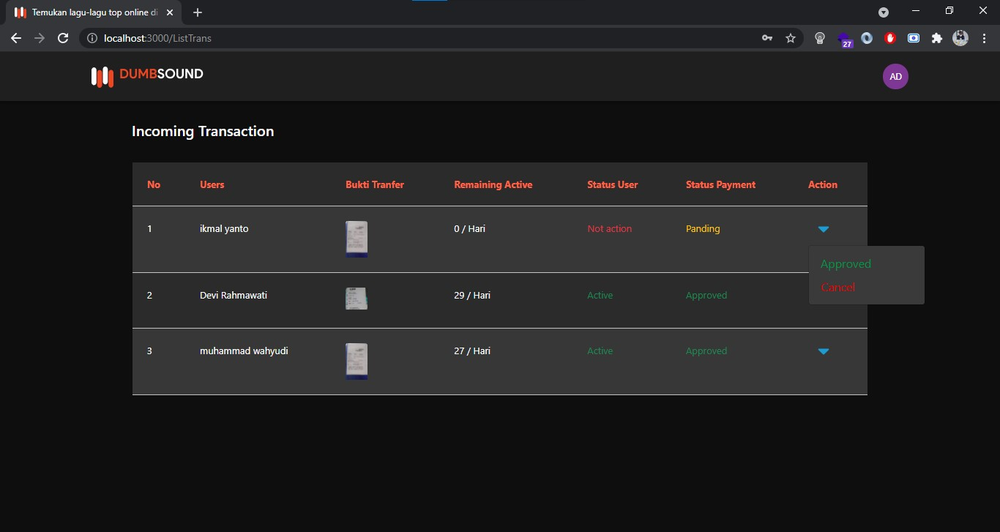 Temukan lagu-lagu top online di
localhost:3000/ListTrans
27
DUMBSOUND
AD
Incoming Transaction
No Users Bukti Tranfer Remaining Active Status User Status Payment Action
1 ikmal yanto 0 / Hari Not action Panding
Approved
Cancel
2 Devi Rahmawati 29 / Hari Active Approved
3 muhammad wahyudi 27 / Hari Active Approved